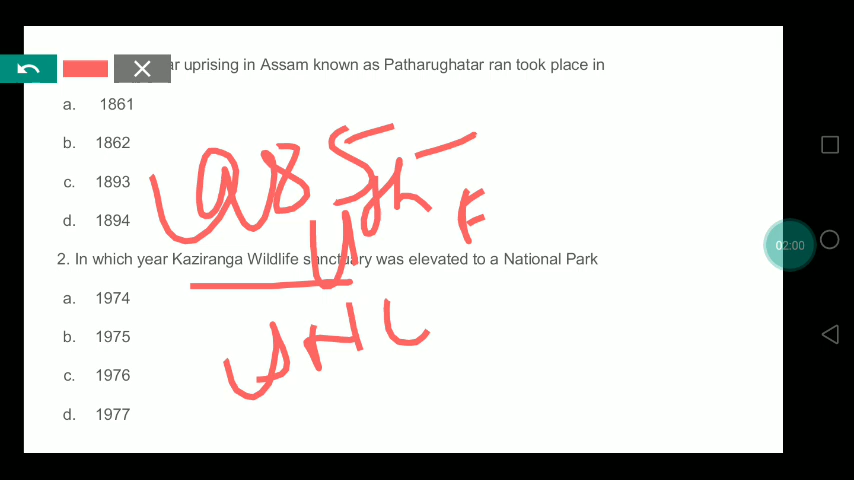 ar uprising in Assam known as Patharughatar ran took place in
a. 1861
b. 1862
c. 1893
d. 1894
2. In which year Kaziranga Wildlife sanctuary was elevated to a National Park
a. 1974
b. 1975
c. 1976
d. 1977
02:00